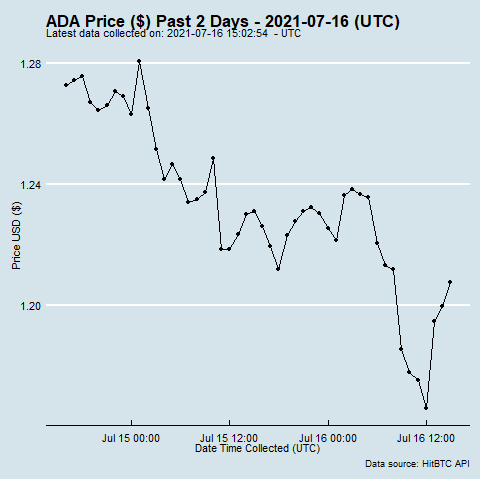 ADA Price ($) Past 2 Days - 2021-07-16 (UTC)
Latest data collected on: 2021-07-16 15:02:54  - UTC
1.28
1.24
1.20
Price USD ($)
Jul 15 00:00 Jul 15 12:00 Jul 16 00:00 Jul 16 12:00
Date Time Collected (UTC)
Data source: HitBTC API